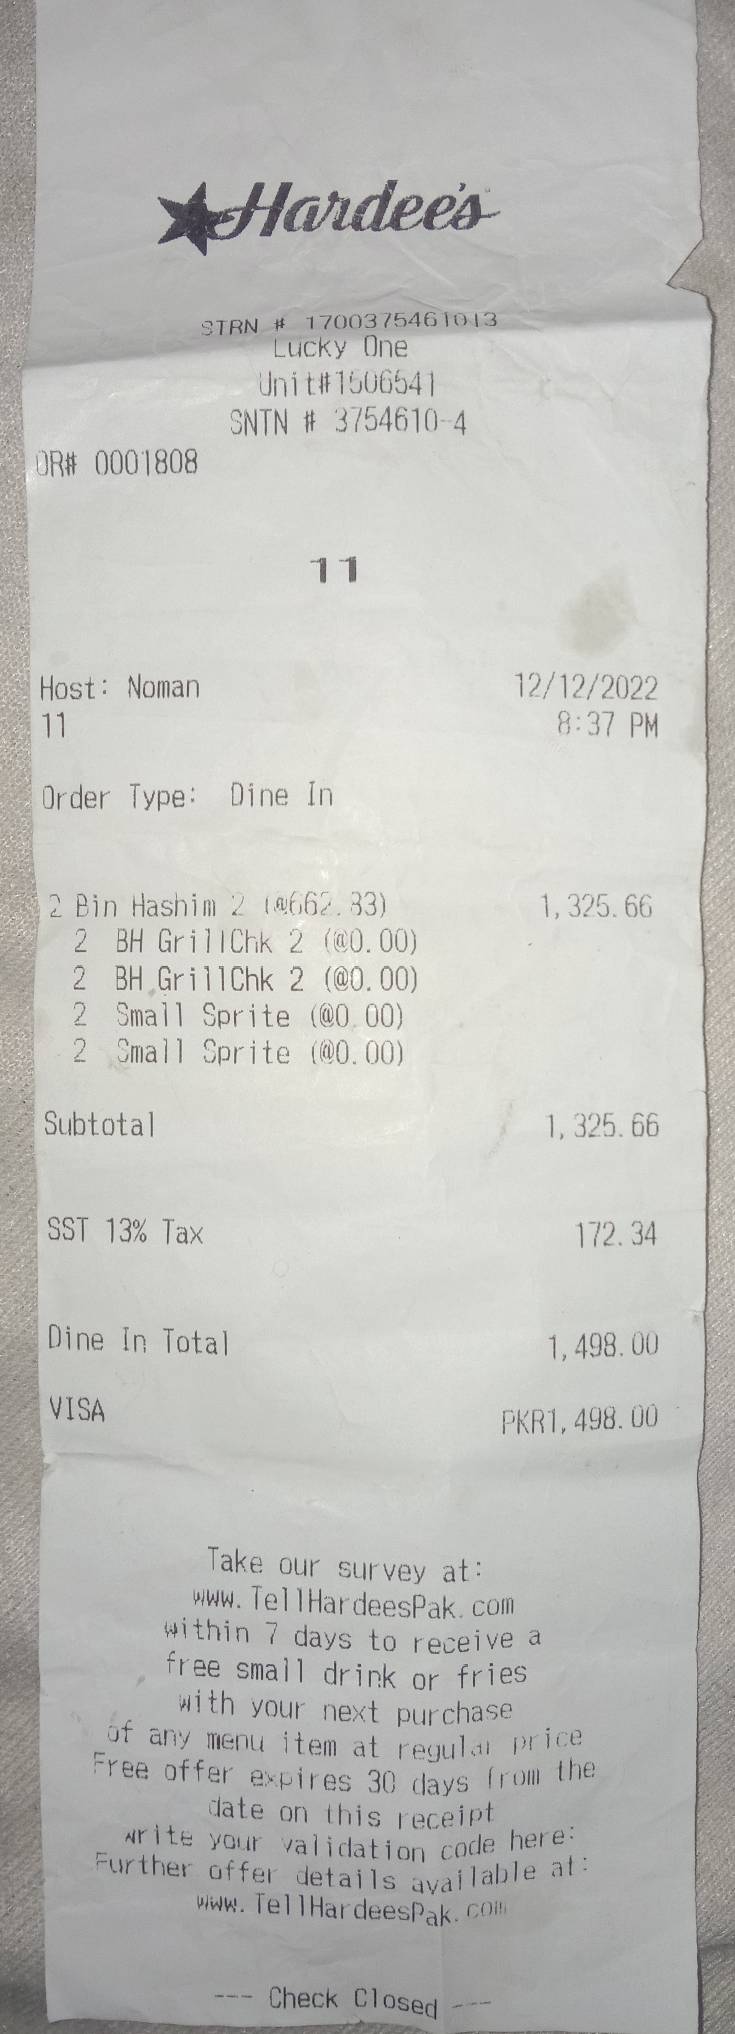 Hardee's
STRN # 1700375461013
Lucky One
Unit#1506541
SNTN # 3754610-4
OR# 0001808
11
Host: Noman 12/12/2022
11 8:37 PM
Order Type: Dine In
2 Bin Hashim 2 (@662.83) 1,325.66
2 BH GrillChk 2 (@0.00)
2 BH GrillChk 2 (@0.00)
2 Small Sprite (@0.00)
2 Small Sprite (@0.00)
Subtotal 1,325.66
SST 13% Tax 172.34
Dine In Total 1,498.00
VISA PKR1,498.00
Take our survey at:
www.TellHardeesPak.com
within 7 days to receive a
free small drink or fries
with your next purchase
of any menu item at regular price
Free offer expires 30 days from the
date on this receipt
write your validation code here:
Further offer details available at:
www.TellHardeesPak.com
--- Check Closed ---